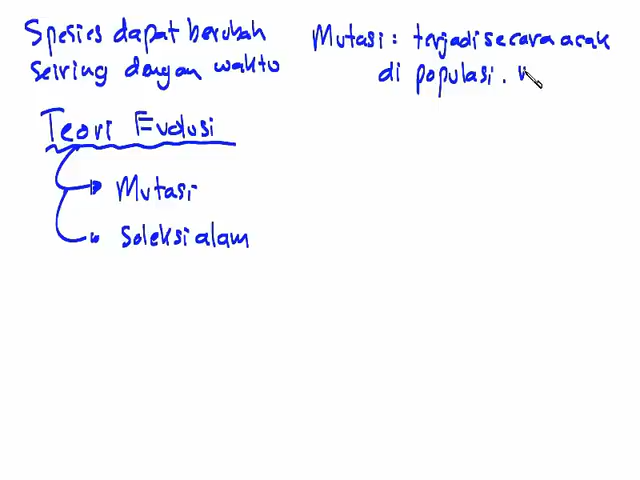 Spesies dapat berubah
seiring dengan waktu
Teori Evolusi
Mutasi
Seleksi alam
Mutasi : terjadi secara acak
di populasi.